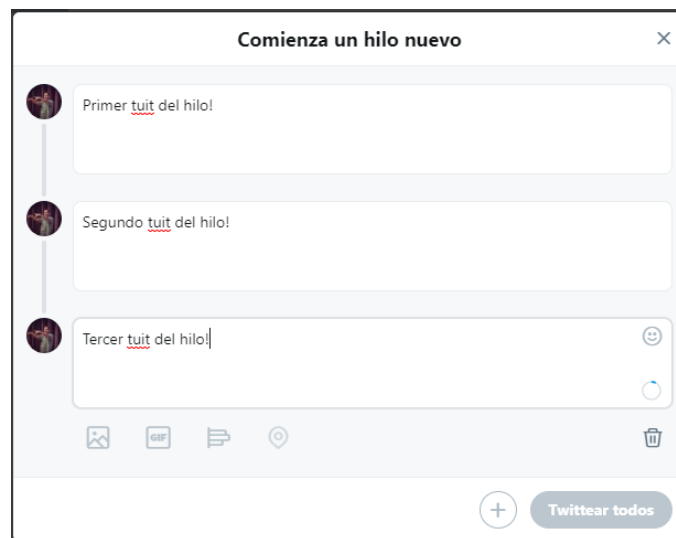 Comienza un hilo nuevo
Primer tuit del hilo!
Segundo tuit del hilo!
Tercer tuit del hilo!
GIF
Twittear todos